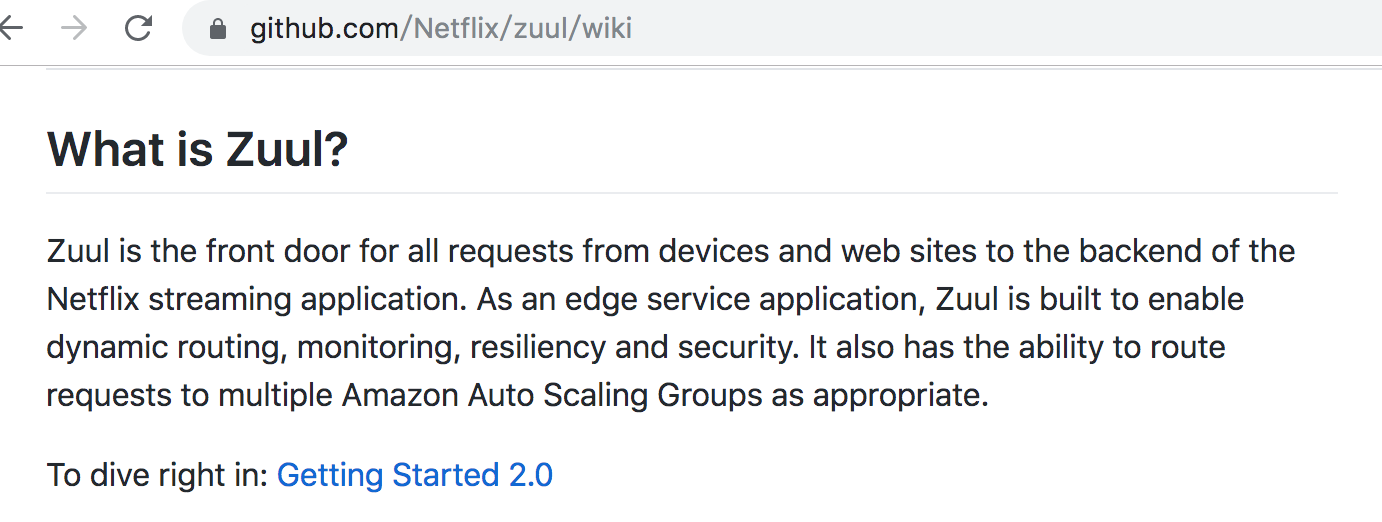 github.com/Netflix/zuul/wiki
What is Zuul?
Zuul is the front door for all requests from devices and web sites to the backend of the
Netflix streaming application. As an edge service application, Zuul is built to enable
dynamic routing, monitoring, resiliency and security. It also has the ability to route
requests to multiple Amazon Auto Scaling Groups as appropriate.
To dive right in: Getting Started 2.0